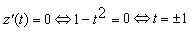 z'(t) = 0 ⇔ 1 − t² = 0 ⇔ t = ±1